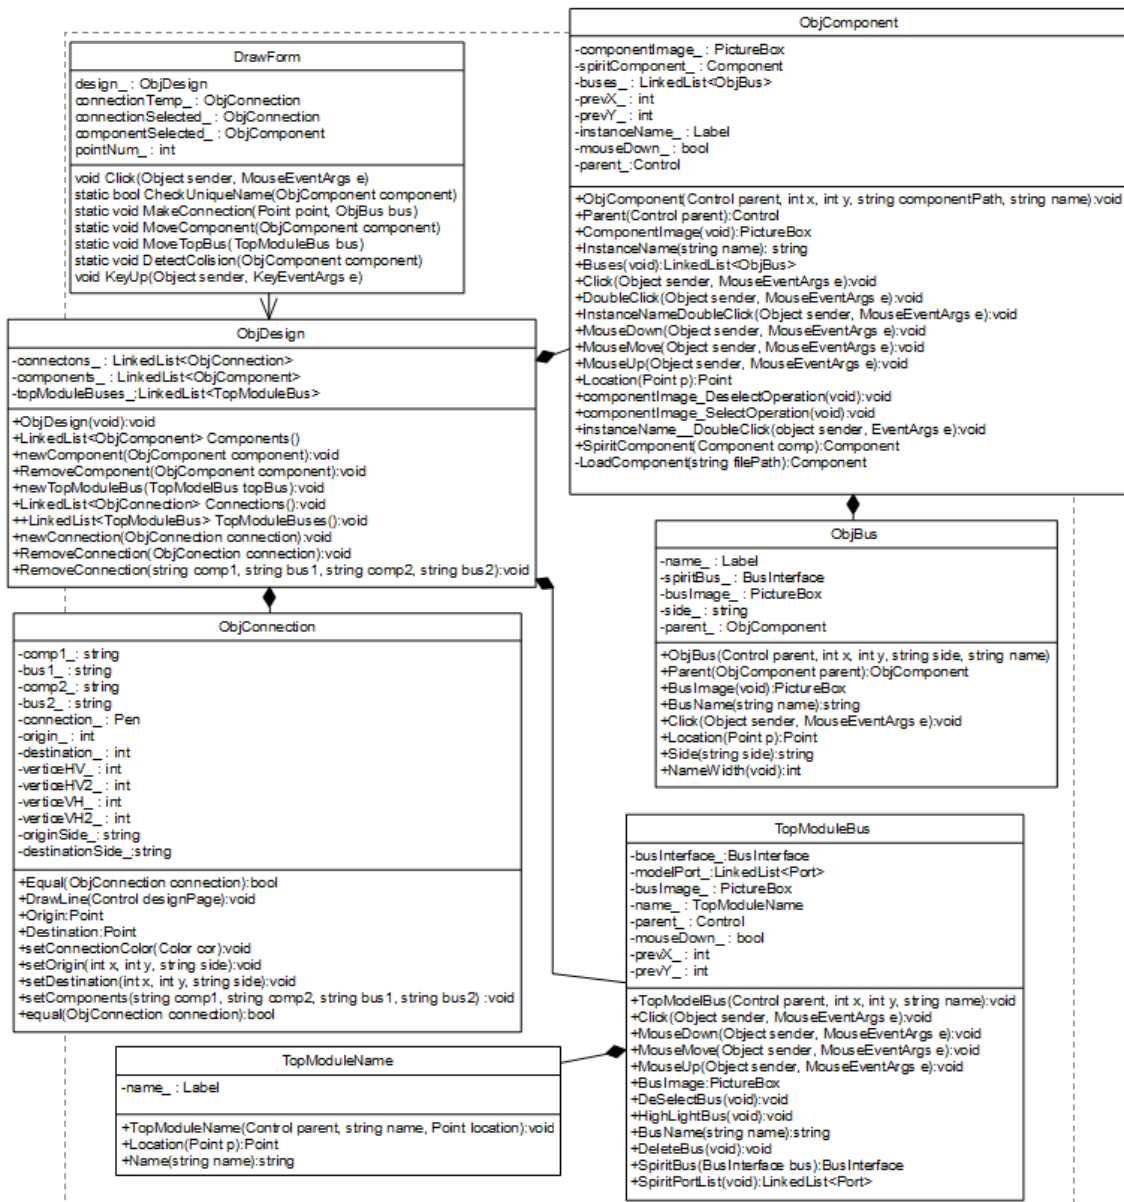 DrawForm
design_ : ObjDesign
connectionTemp_ : ObjConnection
connectionSelected_ : ObjConnection
componentSelected_ : ObjComponent
pointNum_ : int
void Click(Object sender, MouseEventArgs e)
static bool CheckUniqueName(ObjComponent component)
static void MakeConnection(Point point, ObjBus bus)
static void MoveComponent(ObjComponent component)
static void MoveTopBus(TopModuleBus bus)
static void DetectColision(ObjComponent component)
void KeyUp(Object sender, KeyEventArgs e)
ObjComponent
-componentImage_ : PictureBox
-spiritComponent_ : Component
-buses_ : LinkedList<ObjBus>
-prevX_ : int
-prevY_ : int
-instanceName_ : Label
-mouseDown_ : bool
-parent_:Control
+ObjComponent(Control parent, int x, int y, string componentPath, string name):void
+Parent(Control parent):Control
+ComponentImage(void):PictureBox
+InstanceName(string name): string
+Buses(void):LinkedList<ObjBus>
+Click(Object sender, MouseEventArgs e):void
+DoubleClick(Object sender, MouseEventArgs e):void
+InstanceNameDoubleClick(Object sender, MouseEventArgs e):void
+MouseDown(Object sender, MouseEventArgs e):void
+MouseMove(Object sender, MouseEventArgs e):void
+MouseUp(Object sender, MouseEventArgs e):void
+Location(Point p):Point
+componentImage_DeselectOperation(void):void
+componentImage_SelectOperation(void):void
+instanceName__DoubleClick(object sender, EventArgs e):void
+SpiritComponent(Component comp):Component
-LoadComponent(string filePath):Component
ObjDesign
-connectons_ : LinkedList<ObjConnection>
-components_ : LinkedList<ObjComponent>
-topModuleBuses_:LinkedList<TopModuleBus>
+ObjDesign(void):void
+LinkedList<ObjComponent> Components()
+newComponent(ObjComponent component):void
+RemoveComponent(ObjComponent component):void
+newTopModuleBus(TopModelBus topBus):void
+LinkedList<ObjConnection> Connections():void
++LinkedList<TopModuleBus> TopModuleBuses():void
+newConnection(ObjConnection connection):void
+RemoveConnection(ObjConection connection):void
+RemoveConnection(string comp1, string bus1, string comp2, string bus2):void
ObjBus
-name_ : Label
-spiritBus_ : BusInterface
-busImage_ : PictureBox
-side_ : string
-parent_ : ObjComponent
+ObjBus(Control parent, int x, int y, string side, string name)
+Parent(ObjComponent parent):ObjComponent
+BusImage(void):PictureBox
+BusName(string name):string
+Click(Object sender, MouseEventArgs e):void
+Location(Point p):Point
+Side(string side):string
+NameWidth(void):int
ObjConnection
-comp1_ : string
-bus1_ : string
-comp2_ : string
-bus2_ : string
-connection_ : Pen
-origin_ : int
-destination_ : int
-verticeHV_ : int
-verticeHV2_ : int
-verticeVH_ : int
-verticeVH2_ : int
-originSide_ : string
-destinationSide_:string
+Equal(ObjConnection connection):bool
+DrawLine(Control designPage):void
+Origin:Point
+Destination:Point
+setConnectionColor(Color cor):void
+setOrigin(int x, int y, string side):void
+setDestination(int x, int y, string side):void
+setComponents(string comp1, string comp2, string bus1, string bus2) :void
+equal(ObjConnection connection):bool
TopModuleBus
-busInterface_:BusInterface
-modelPort_:LinkedList<Port>
-busImage_ : PictureBox
-name_ : TopModuleName
-parent_ : Control
-mouseDown_ : bool
-prevX_ : int
-prevY_ : int
+TopModelBus(Control parent, int x, int y, string name):void
+Click(Object sender, MouseEventArgs e):void
+MouseDown(Object sender, MouseEventArgs e):void
+MouseMove(Object sender, MouseEventArgs e):void
+MouseUp(Object sender, MouseEventArgs e):void
+BusImage:PictureBox
+DeSelectBus(void):void
+HighLightBus(void):void
+BusName(string name):string
+DeleteBus(void):void
+SpiritBus(BusInterface bus):BusInterface
+SpiritPortList(void):LinkedList<Port>
TopModuleName
-name_ : Label
+TopModuleName(Control parent, string name, Point location):void
+Location(Point p):Point
+Name(string name):string